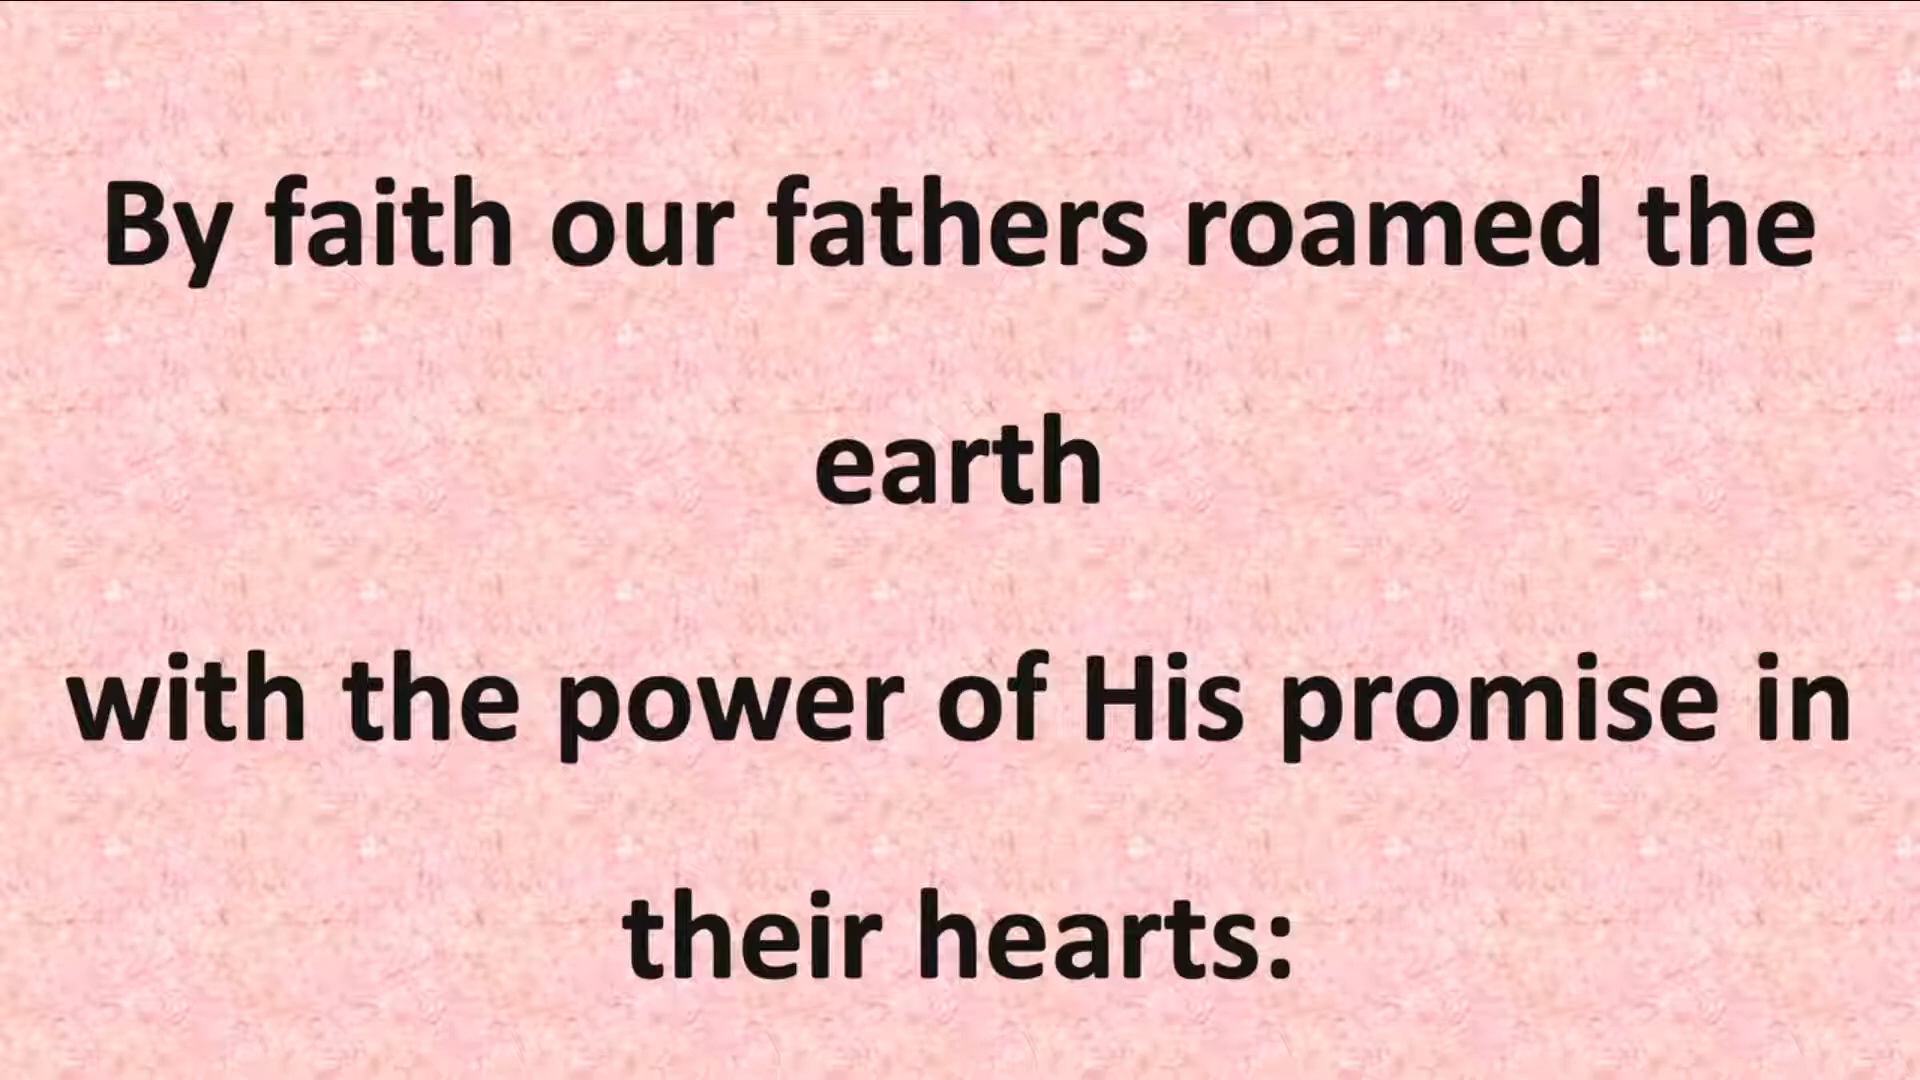 By faith our fathers roamed the
earth
with the power of His promise in
their hearts: